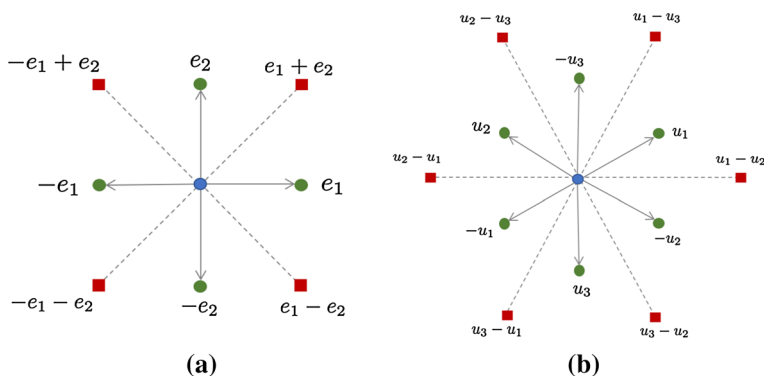 −e₁ + e₂
e₂
e₁ + e₂
−e₁
e₁
−e₁ − e₂
−e₂
e₁ − e₂
(a)
u₂ − u₃
u₁ − u₃
−u₃
u₂
u₁
u₂ − u₁
u₁ − u₂
−u₁
−u₂
u₃
u₃ − u₁
u₃ − u₂
(b)